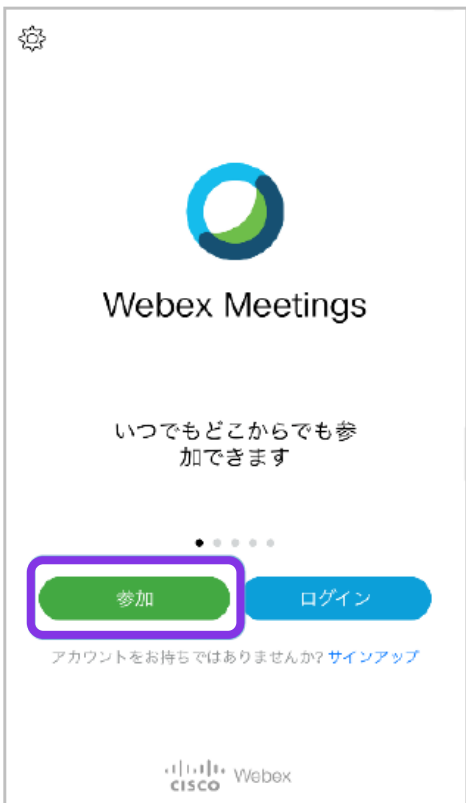 Webex Meetings
いつでもどこからでも参
加できます
参加
ログイン
アカウントをお持ちではありませんか? サインアップ
CISCO Webex